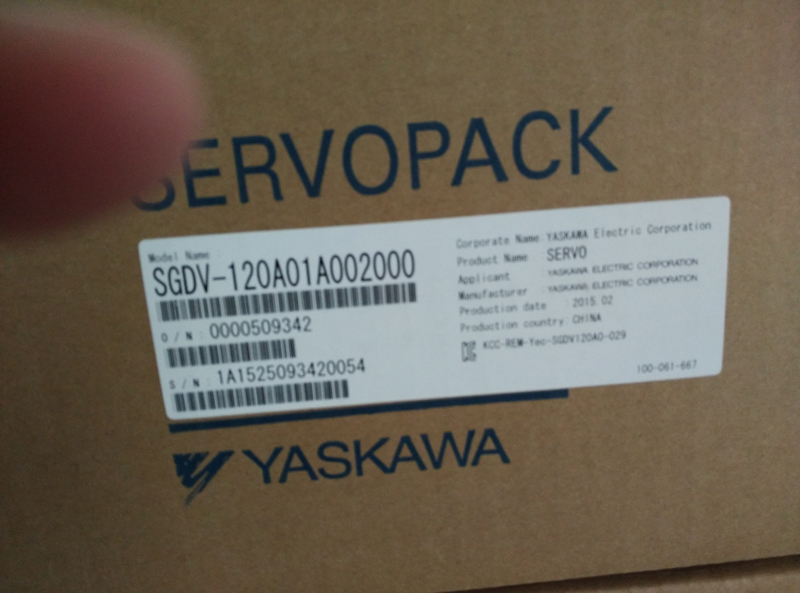 SERVOPACK
Model Name :
SGDV-120A01A002000
O / N : 0000509342
S / N : 1A1525093420054
Corporate Name : YASKAWA Electric Corporation
Product Name : SERVO
Applicant : YASKAWA ELECTRIC CORPORATION
Manufacturer : YASKAWA ELECTRIC CORPORATION
Production date : 2015.02
Production country: CHINA
KCC-REM-Yec-SGDV120A0-029
100-061-667
YASKAWA